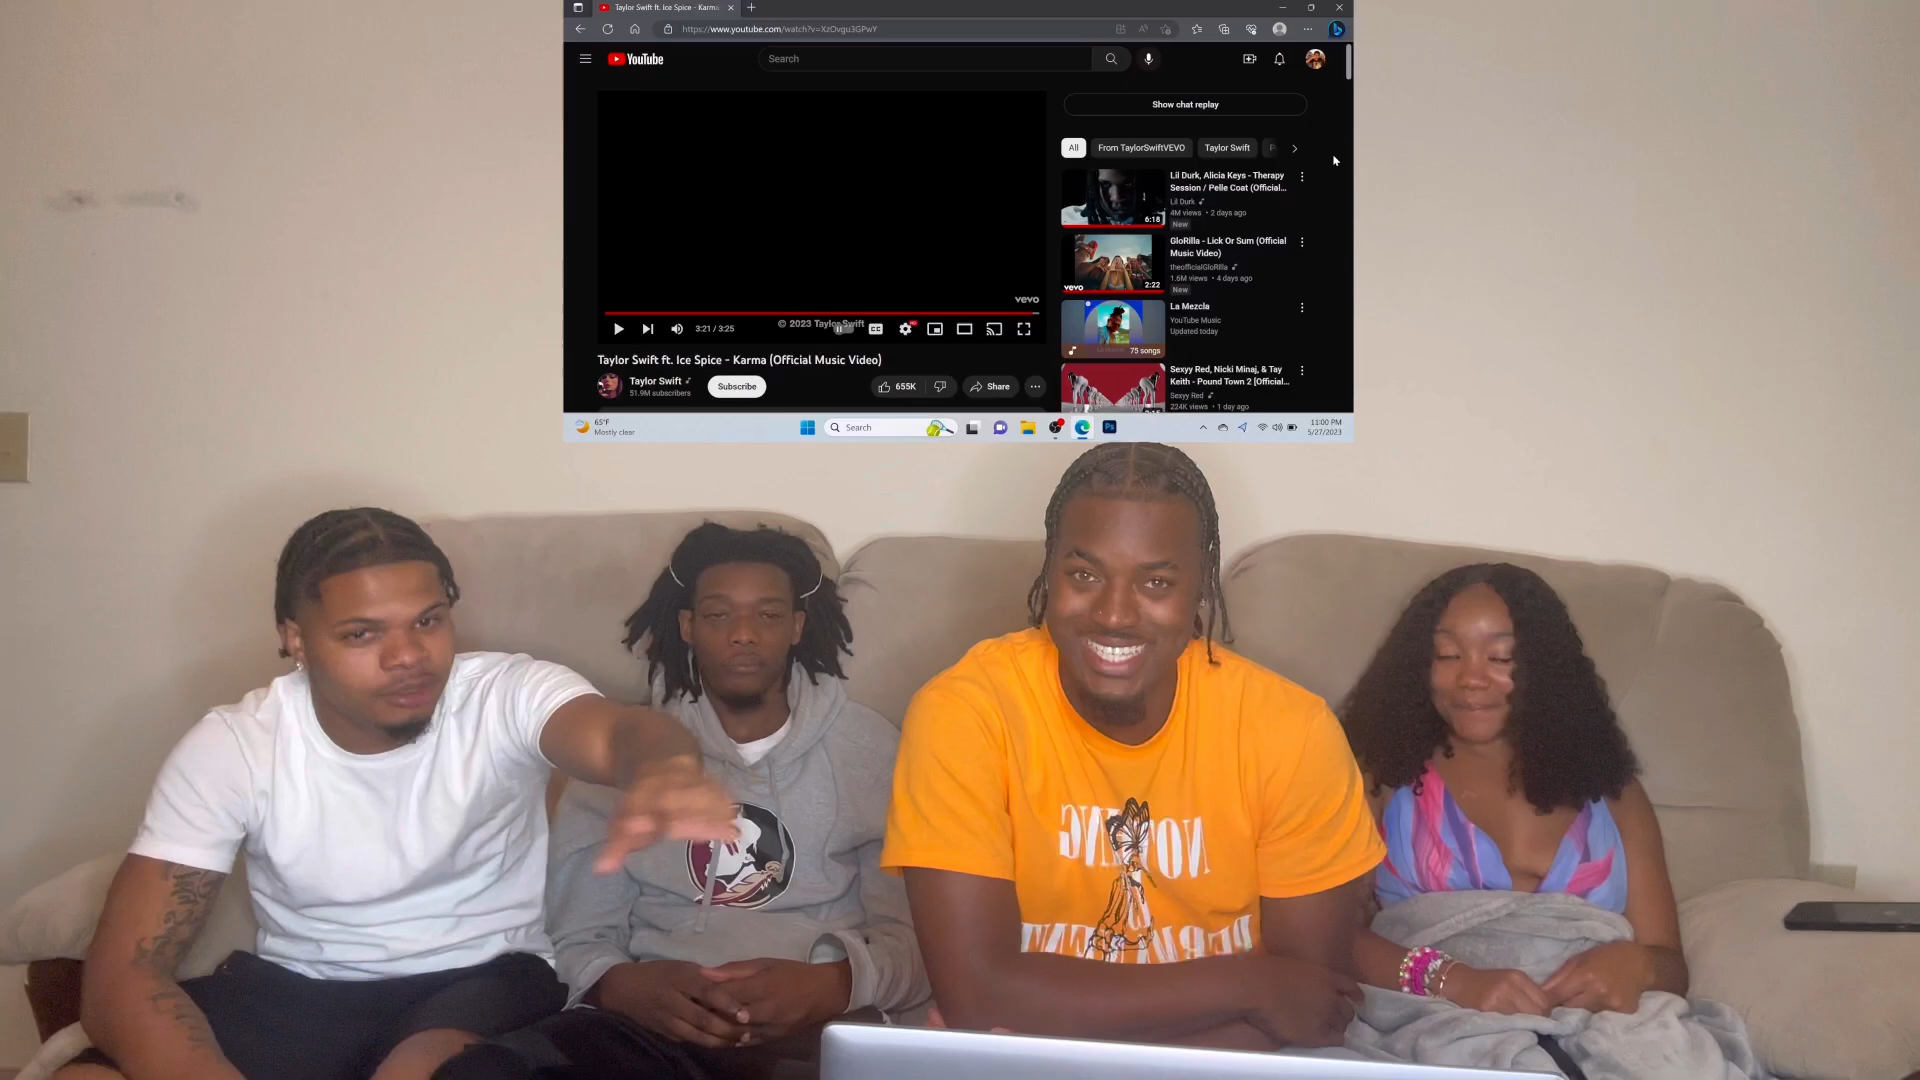 Taylor Swift ft. Ice Spice - Karma
https://www.youtube.com/watch?v=XzOvgu3GPwY
YouTube
Search
Show chat replay
All
From TaylorSwiftVEVO
Taylor Swift
Lil Durk, Alicia Keys - Therapy
Session / Pelle Coat (Official...
Lil Durk
4M views • 2 days ago
New
6:18
GloRilla - Lick Or Sum (Official
Music Video)
theofficialGloRilla
1.6M views • 4 days ago
New
vevo
2:22
La Mezcla
YouTube Music
Updated today
75 songs
Sexyy Red, Nicki Minaj, & Tay
Keith - Pound Town 2 [Official...
Sexyy Red
224K views • 1 day ago
vevo
© 2023 Taylor Swift
3:21 / 3:25
CC
HD
Taylor Swift ft. Ice Spice - Karma (Official Music Video)
Taylor Swift
51.9M subscribers
Subscribe
655K
Share
65°F
Mostly clear
Search
Ps
11:00 PM
5/27/2023
NOTHING